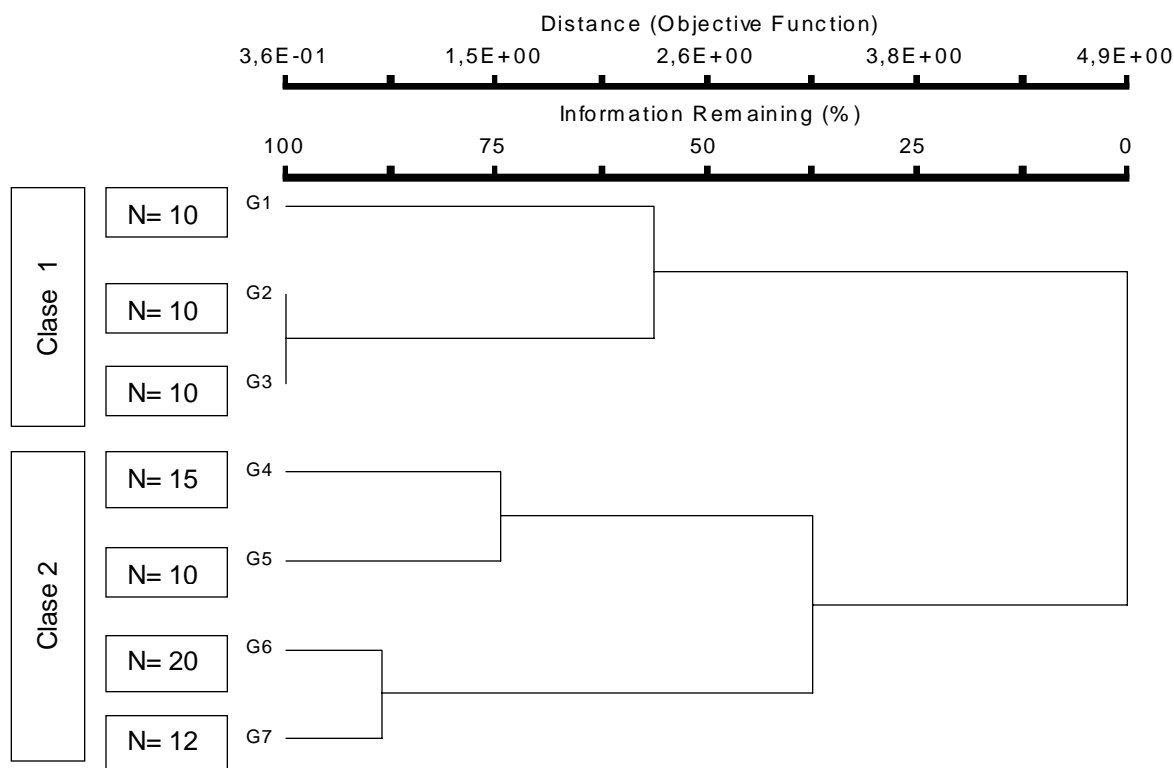 Distance (Objective Function)
3,6E-01 1,5E+00 2,6E+00 3,8E+00 4,9E+00
Information Remaining (%)
100 75 50 25 0
Clase 1
N= 10 G1
N= 10 G2
N= 10 G3
Clase 2
N= 15 G4
N= 10 G5
N= 20 G6
N= 12 G7